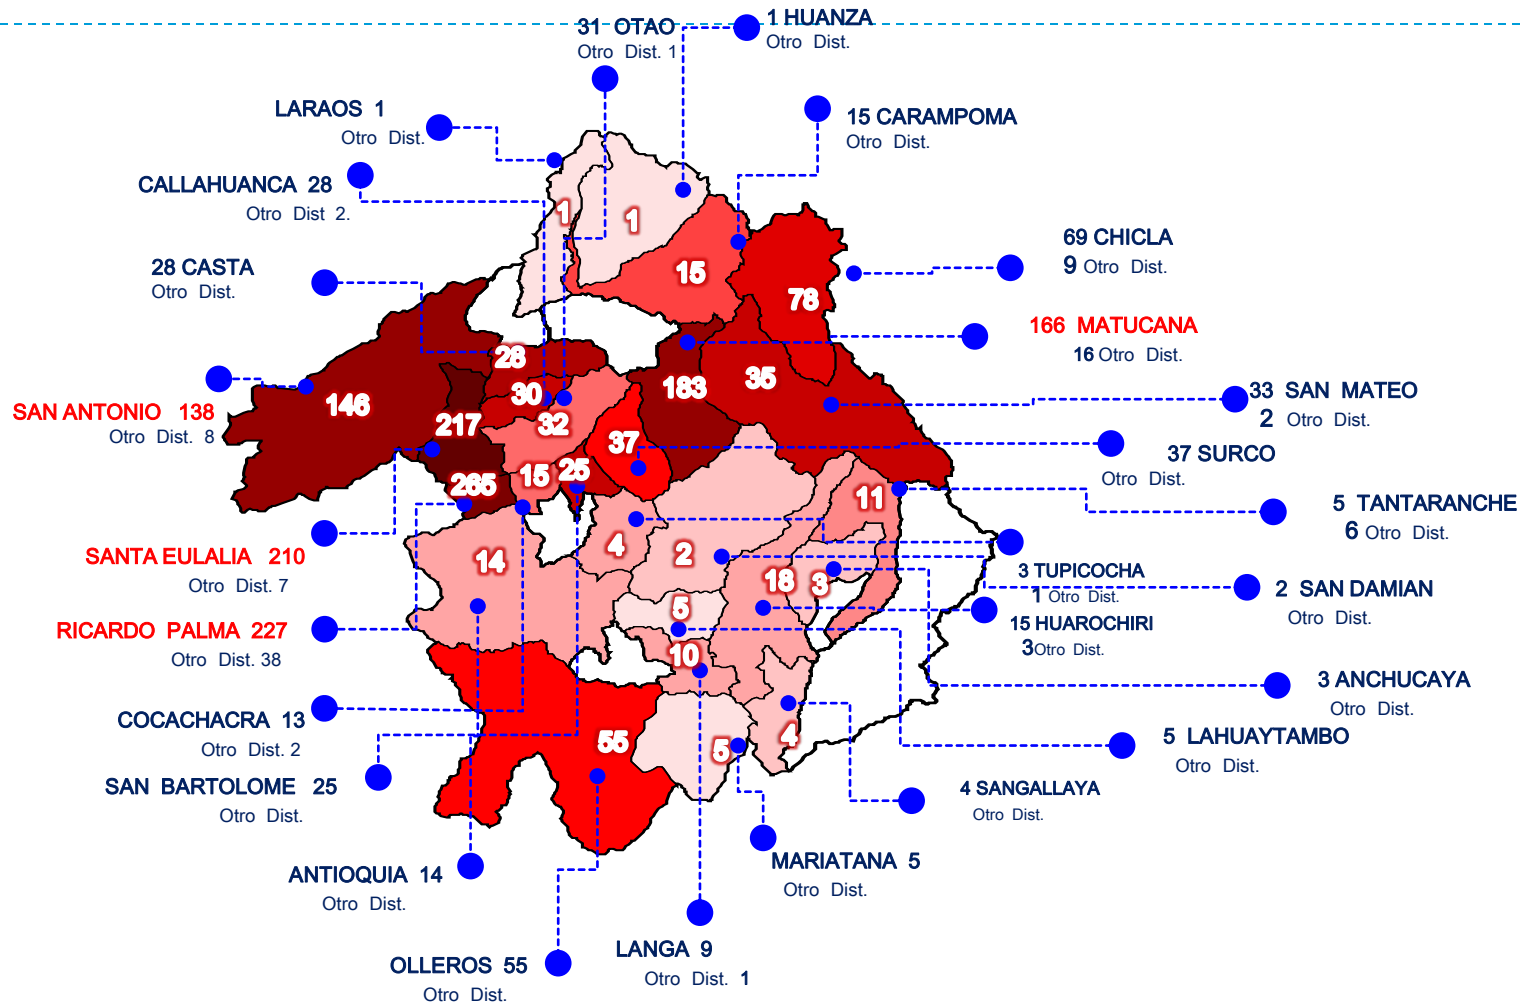 31 OTAO
Otro Dist. 1
1 HUANZA
Otro Dist.
LARAOS 1
Otro Dist.
15 CARAMPOMA
Otro Dist.
CALLAHUANCA 28
Otro Dist 2.
69 CHICLA
9 Otro Dist.
28 CASTA
Otro Dist.
166 MATUCANA
16 Otro Dist.
SAN ANTONIO 138
Otro Dist. 8
33 SAN MATEO
2 Otro Dist.
37 SURCO
Otro Dist.
5 TANTARANCHE
6 Otro Dist.
SANTA EULALIA 210
Otro Dist. 7
3 TUPICOCHA
1 Otro Dist.
2 SAN DAMIAN
Otro Dist.
RICARDO PALMA 227
Otro Dist. 38
15 HUAROCHIRI
3Otro Dist.
3 ANCHUCAYA
Otro Dist.
COCACHACRA 13
Otro Dist. 2
5 LAHUAYTAMBO
Otro Dist.
SAN BARTOLOME 25
Otro Dist.
4 SANGALLAYA
Otro Dist.
ANTIOQUIA 14
Otro Dist.
MARIATANA 5
Otro Dist.
LANGA 9
Otro Dist. 1
OLLEROS 55
Otro Dist.
1
1
15
78
28
30
183
35
146
217
32
37
265
15
25
11
14
4
2
18
3
5
10
55
5
4